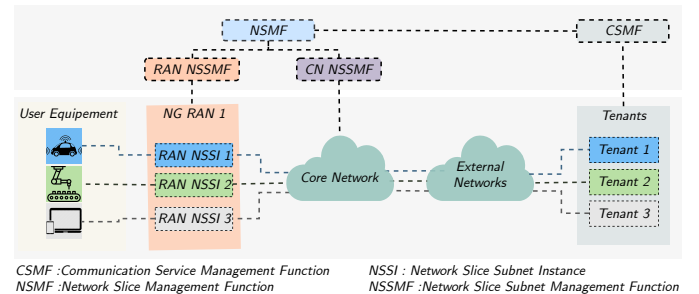 NSMF
CSMF
RAN NSSMF
CN NSSMF
User Equipement
NG RAN 1
Tenants
RAN NSSI 1
RAN NSSI 2
RAN NSSI 3
Core Network
External
Networks
Tenant 1
Tenant 2
Tenant 3
CSMF :Communication Service Management Function
NSSI : Network Slice Subnet Instance
NSMF :Network Slice Management Function
NSSMF :Network Slice Subnet Management Function